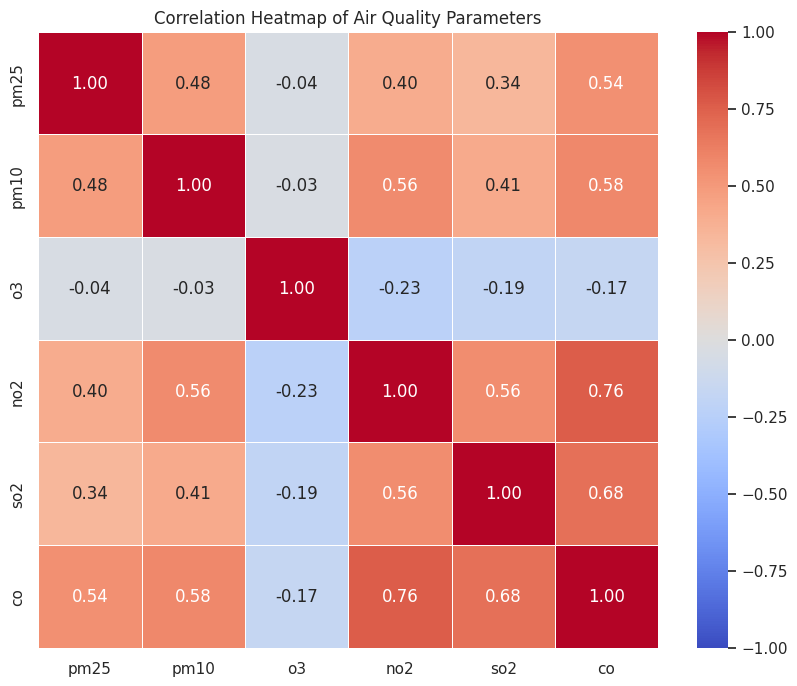 Correlation Heatmap of Air Quality Parameters
pm25 1.00 0.48 -0.04 0.40 0.34 0.54
pm10 0.48 1.00 -0.03 0.56 0.41 0.58
o3 -0.04 -0.03 1.00 -0.23 -0.19 -0.17
no2 0.40 0.56 -0.23 1.00 0.56 0.76
so2 0.34 0.41 -0.19 0.56 1.00 0.68
co 0.54 0.58 -0.17 0.76 0.68 1.00
pm25 pm10 o3 no2 so2 co
1.00
0.75
0.50
0.25
0.00
−0.25
−0.50
−0.75
−1.00